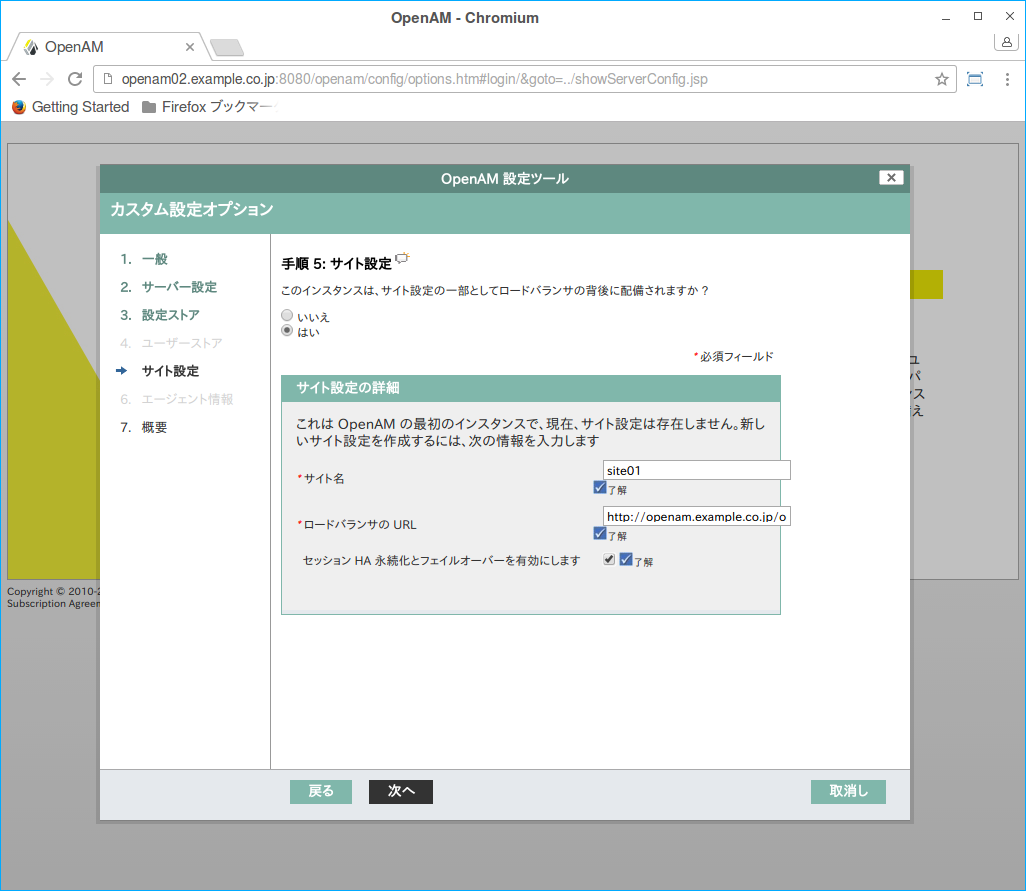 OpenAM - Chromium
OpenAM
openam02.example.co.jp:8080/openam/config/options.htm#login/&goto=../showServerConfig.jsp
Getting Started
Firefox ブックマー
OpenAM 設定ツール
カスタム設定オプション
1. 一般
2. サーバー設定
3. 設定ストア
4. ユーザーストア
サイト設定
6. エージェント情報
7. 概要
手順 5: サイト設定
このインスタンスは、サイト設定の一部としてロードバランサの背後に配備されますか ?
いいえ
はい
*必須フィールド
サイト設定の詳細
これは OpenAM の最初のインスタンスで、現在、サイト設定は存在しません。新し
いサイト設定を作成するには、次の情報を入力します
*サイト名
site01
了解
*ロードバランサの URL
http://openam.example.co.jp/o
了解
セッション HA 永続化とフェイルオーバーを有効にします
了解
戻る
次へ
取消し
ュ
パ
ンス
え
Copyright © 2010-2
Subscription Agreem